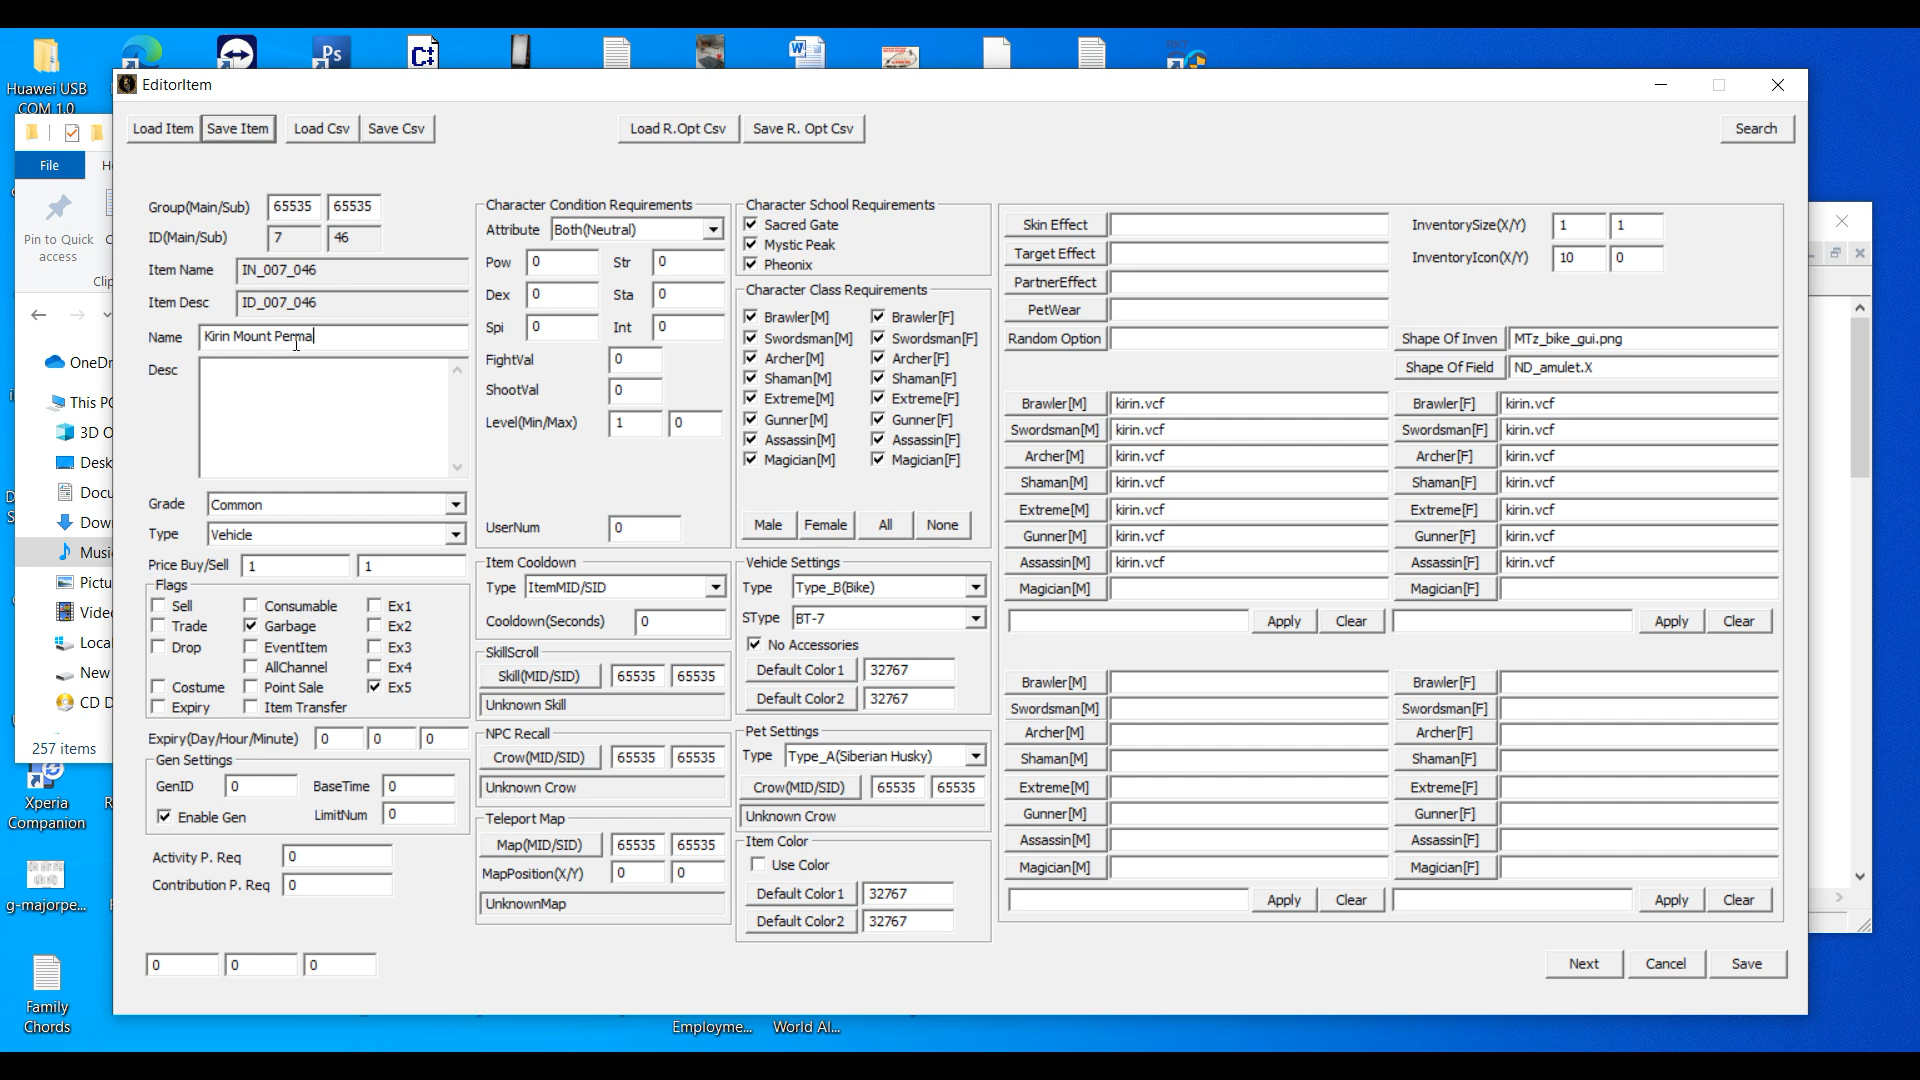 Huawei USB
COM 1.0
EditorItem
Load Item
Save Item
Load Csv
Save Csv
Load R.Opt Csv
Save R. Opt Csv
Search
File
Pin to Quick
access
Clip
OneDr
This PC
3D O
Desk
Docu
Down
Music
Pictu
Video
Local
New
CD D
257 items
Xperia
Companion
g-majorpe...
Family
Chords
Group(Main/Sub) 65535 65535
ID(Main/Sub) 7 46
Item Name IN_007_046
Item Desc ID_007_046
Name Kirin Mount Perma
Desc
Grade Common
Type Vehicle
Price Buy/Sell 1 1
Flags
Sell Consumable Ex1
Trade Garbage Ex2
Drop EventItem Ex3
AllChannel Ex4
Costume Point Sale Ex5
Expiry Item Transfer
Expiry(Day/Hour/Minute) 0 0 0
Gen Settings
GenID 0 BaseTime 0
Enable Gen LimitNum 0
Activity P. Req 0
Contribution P. Req 0
0 0 0
Character Condition Requirements
Attribute Both(Neutral)
Pow 0 Str 0
Dex 0 Sta 0
Spi 0 Int 0
FightVal 0
ShootVal 0
Level(Min/Max) 1 0
UserNum 0
Item Cooldown
Type ItemMID/SID
Cooldown(Seconds) 0
SkillScroll
Skill(MID/SID) 65535 65535
Unknown Skill
NPC Recall
Crow(MID/SID) 65535 65535
Unknown Crow
Teleport Map
Map(MID/SID) 65535 65535
MapPosition(X/Y) 0 0
UnknownMap
Character School Requirements
Sacred Gate
Mystic Peak
Pheonix
Character Class Requirements
Brawler[M] Brawler[F]
Swordsman[M] Swordsman[F]
Archer[M] Archer[F]
Shaman[M] Shaman[F]
Extreme[M] Extreme[F]
Gunner[M] Gunner[F]
Assassin[M] Assassin[F]
Magician[M] Magician[F]
Male Female All None
Vehicle Settings
Type Type_B(Bike)
SType BT-7
No Accessories
Default Color1 32767
Default Color2 32767
Pet Settings
Type Type_A(Siberian Husky)
Crow(MID/SID) 65535 65535
Unknown Crow
Item Color
Use Color
Default Color1 32767
Default Color2 32767
Skin Effect InventorySize(X/Y) 1 1
Target Effect InventoryIcon(X/Y) 10 0
PartnerEffect
PetWear
Random Option Shape Of Inven MTz_bike_gui.png
Shape Of Field ND_amulet.X
Brawler[M] kirin.vcf Brawler[F] kirin.vcf
Swordsman[M] kirin.vcf Swordsman[F] kirin.vcf
Archer[M] kirin.vcf Archer[F] kirin.vcf
Shaman[M] kirin.vcf Shaman[F] kirin.vcf
Extreme[M] kirin.vcf Extreme[F] kirin.vcf
Gunner[M] kirin.vcf Gunner[F] kirin.vcf
Assassin[M] kirin.vcf Assassin[F] kirin.vcf
Magician[M] Magician[F]
Apply Clear Apply Clear
Brawler[M] Brawler[F]
Swordsman[M] Swordsman[F]
Archer[M] Archer[F]
Shaman[M] Shaman[F]
Extreme[M] Extreme[F]
Gunner[M] Gunner[F]
Assassin[M] Assassin[F]
Magician[M] Magician[F]
Apply Clear Apply Clear
Next Cancel Save
Employme... World Al...